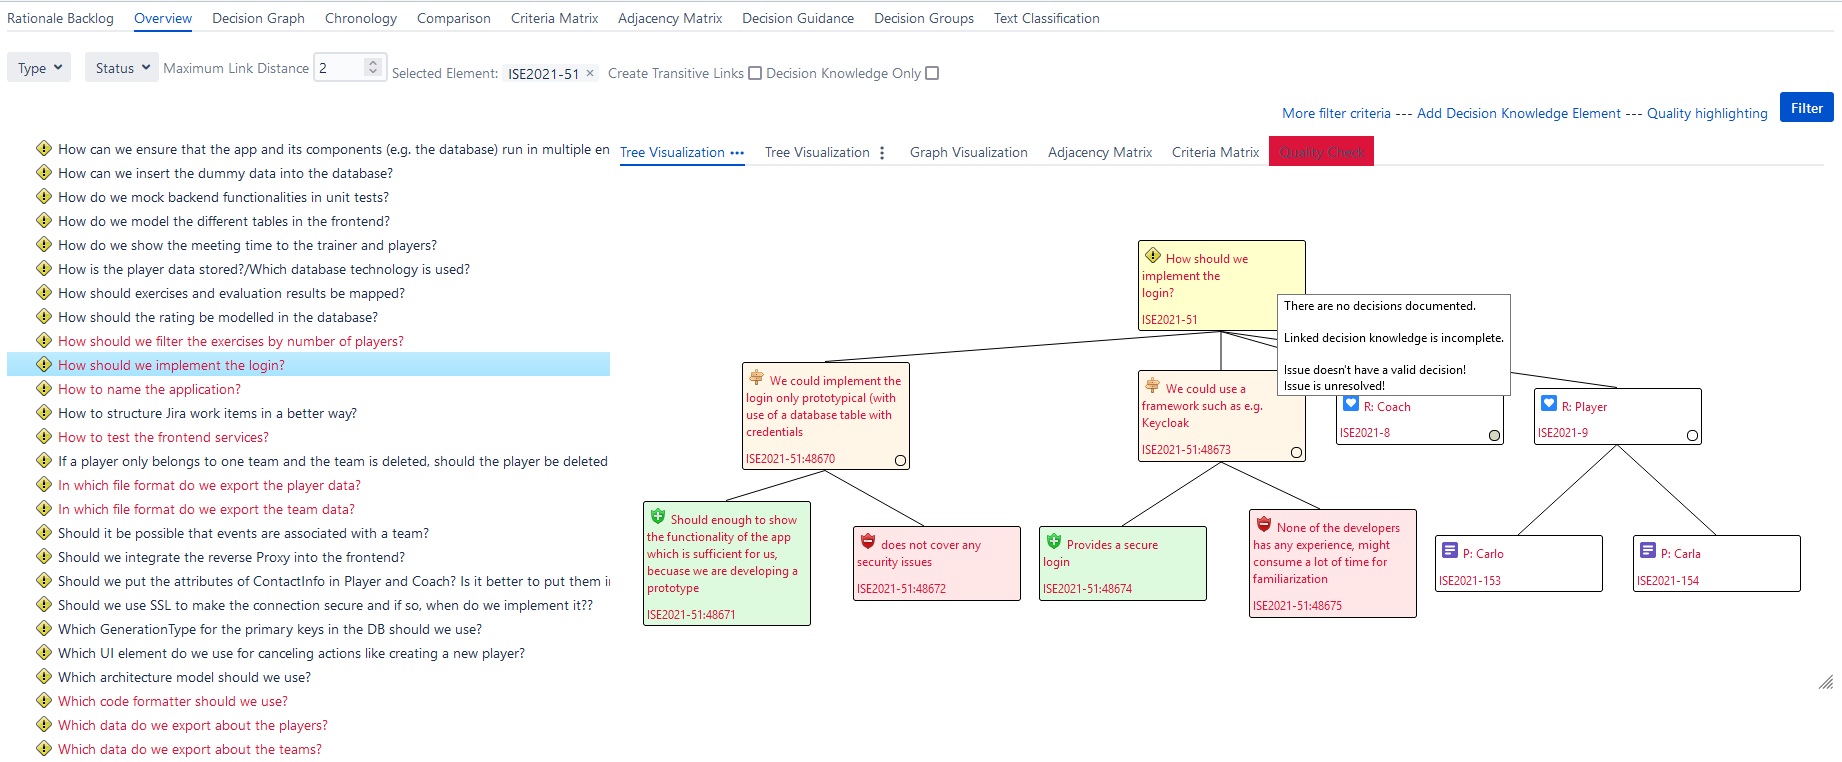 Rationale Backlog Overview Decision Graph Chronology Comparison Criteria Matrix Adjacency Matrix Decision Guidance Decision Groups Text Classification
Type Status Maximum Link Distance 2 Selected Element: ISE2021-51 × Create Transitive Links Decision Knowledge Only
More filter criteria --- Add Decision Knowledge Element --- Quality highlighting Filter
How can we ensure that the app and its components (e.g. the database) run in multiple en
How can we insert the dummy data into the database?
How do we mock backend functionalities in unit tests?
How do we model the different tables in the frontend?
How do we show the meeting time to the trainer and players?
How is the player data stored?/Which database technology is used?
How should exercises and evaluation results be mapped?
How should the rating be modelled in the database?
How should we filter the exercises by number of players?
How should we implement the login?
How to name the application?
How to structure Jira work items in a better way?
How to test the frontend services?
If a player only belongs to one team and the team is deleted, should the player be deleted
In which file format do we export the player data?
In which file format do we export the team data?
Should it be possible that events are associated with a team?
Should we integrate the reverse Proxy into the frontend?
Should we put the attributes of ContactInfo in Player and Coach? Is it better to put them i
Should we use SSL to make the connection secure and if so, when do we implement it??
Which GenerationType for the primary keys in the DB should we use?
Which UI element do we use for canceling actions like creating a new player?
Which architecture model should we use?
Which code formatter should we use?
Which data do we export about the players?
Which data do we export about the teams?
Tree Visualization Tree Visualization Graph Visualization Adjacency Matrix Criteria Matrix Quality Check
How should we
implement the
login?
ISE2021-51
There are no decisions documented.
Linked decision knowledge is incomplete.
Issue doesn't have a valid decision!
Issue is unresolved!
We could implement the
login only prototypical (with
use of a database table with
credentials
ISE2021-51:48670
We could use a
framework such as e.g.
Keycloak
ISE2021-51:48673
R: Coach
ISE2021-8
R: Player
ISE2021-9
Should enough to show
the functionality of the app
which is sufficient for us,
becuase we are developing a
prototype
ISE2021-51:48671
does not cover any
security issues
ISE2021-51:48672
Provides a secure
login
ISE2021-51:48674
None of the developers
has any experience, might
consume a lot of time for
familiarization
ISE2021-51:48675
P: Carlo
ISE2021-153
P: Carla
ISE2021-154